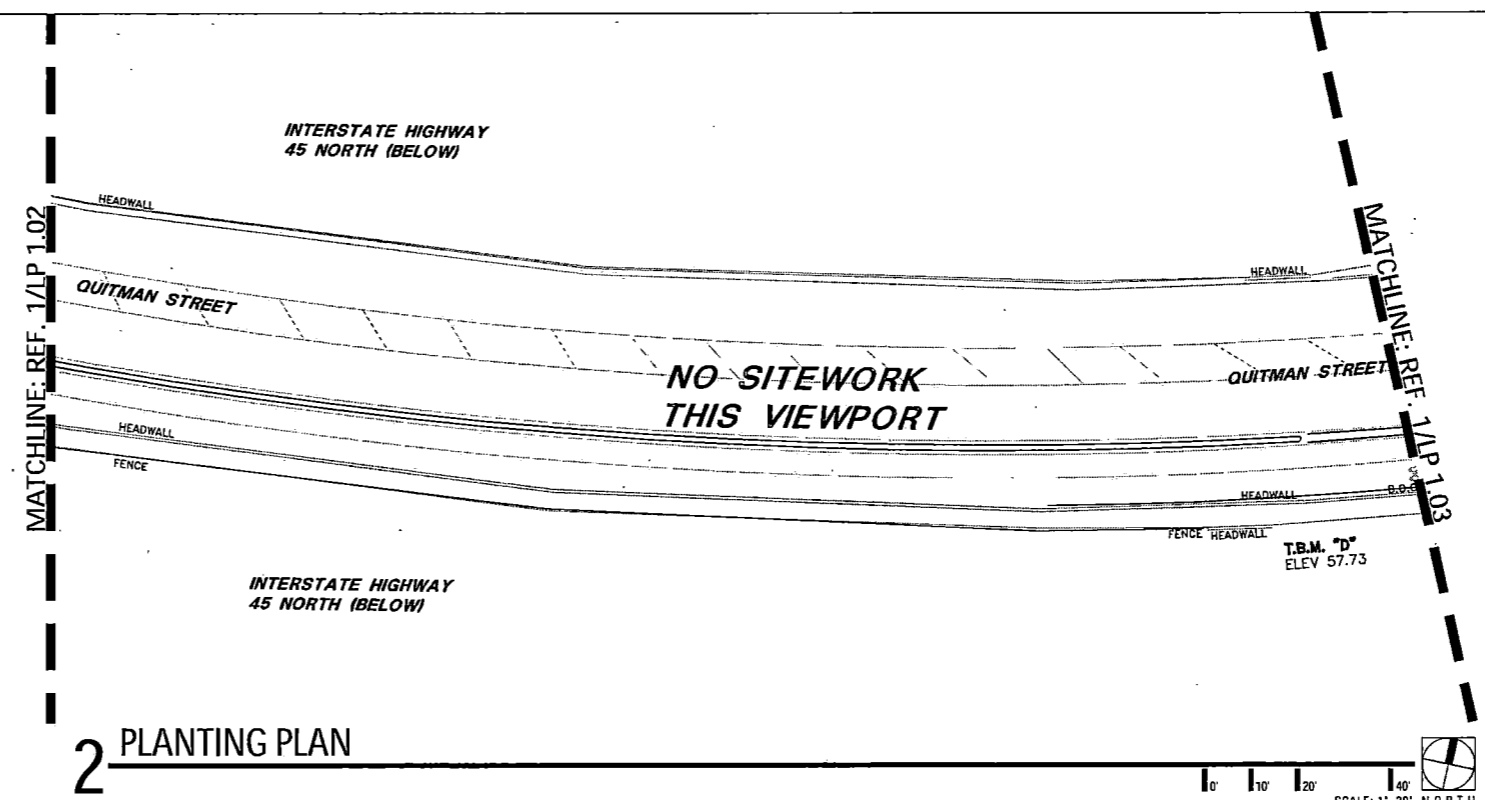 INTERSTATE HIGHWAY
45 NORTH (BELOW)
HEADWALL
MATCHLINE: REF. 1/LP 1.02
MATCHLINE: REF. 1/LP 1.03
HEADWALL
QUITMAN STREET
NO SITEWORK
THIS VIEWPORT
QUITMAN STREET
HEADWALL
FENCE
HEADWALL
FENCE HEADWALL
T.B.M. "D"
ELEV 57.73
INTERSTATE HIGHWAY
45 NORTH (BELOW)
2 PLANTING PLAN
0' 10' 20' 40'
NORTH